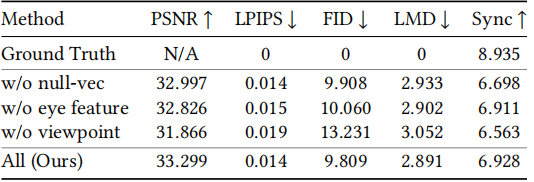 Method PSNR↑ LPIPS↓ FID↓ LMD↓ Sync↑
Ground Truth N/A 0 0 0 8.935
w/o null-vec 32.997 0.014 9.908 2.933 6.698
w/o eye feature 32.826 0.015 10.060 2.902 6.911
w/o viewpoint 31.866 0.019 13.231 3.052 6.563
All (Ours) 33.299 0.014 9.809 2.891 6.928